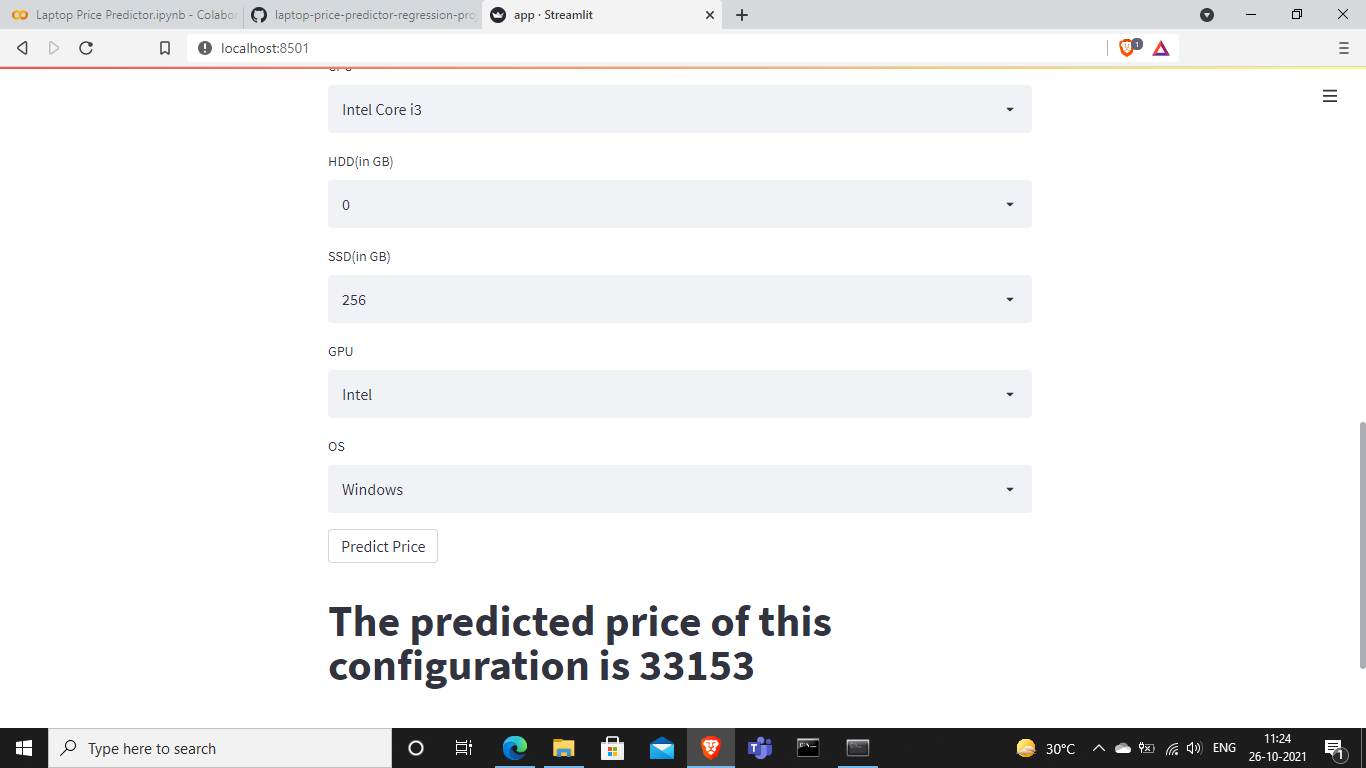 Laptop Price Predictor.ipynb - Colabor
laptop-price-predictor-regression-pro
app · Streamlit
localhost:8501
1
Intel Core i3
HDD(in GB)
0
SSD(in GB)
256
GPU
Intel
OS
Windows
Predict Price
The predicted price of this
configuration is 33153
Type here to search
30°C
ENG
11:24
26-10-2021
1